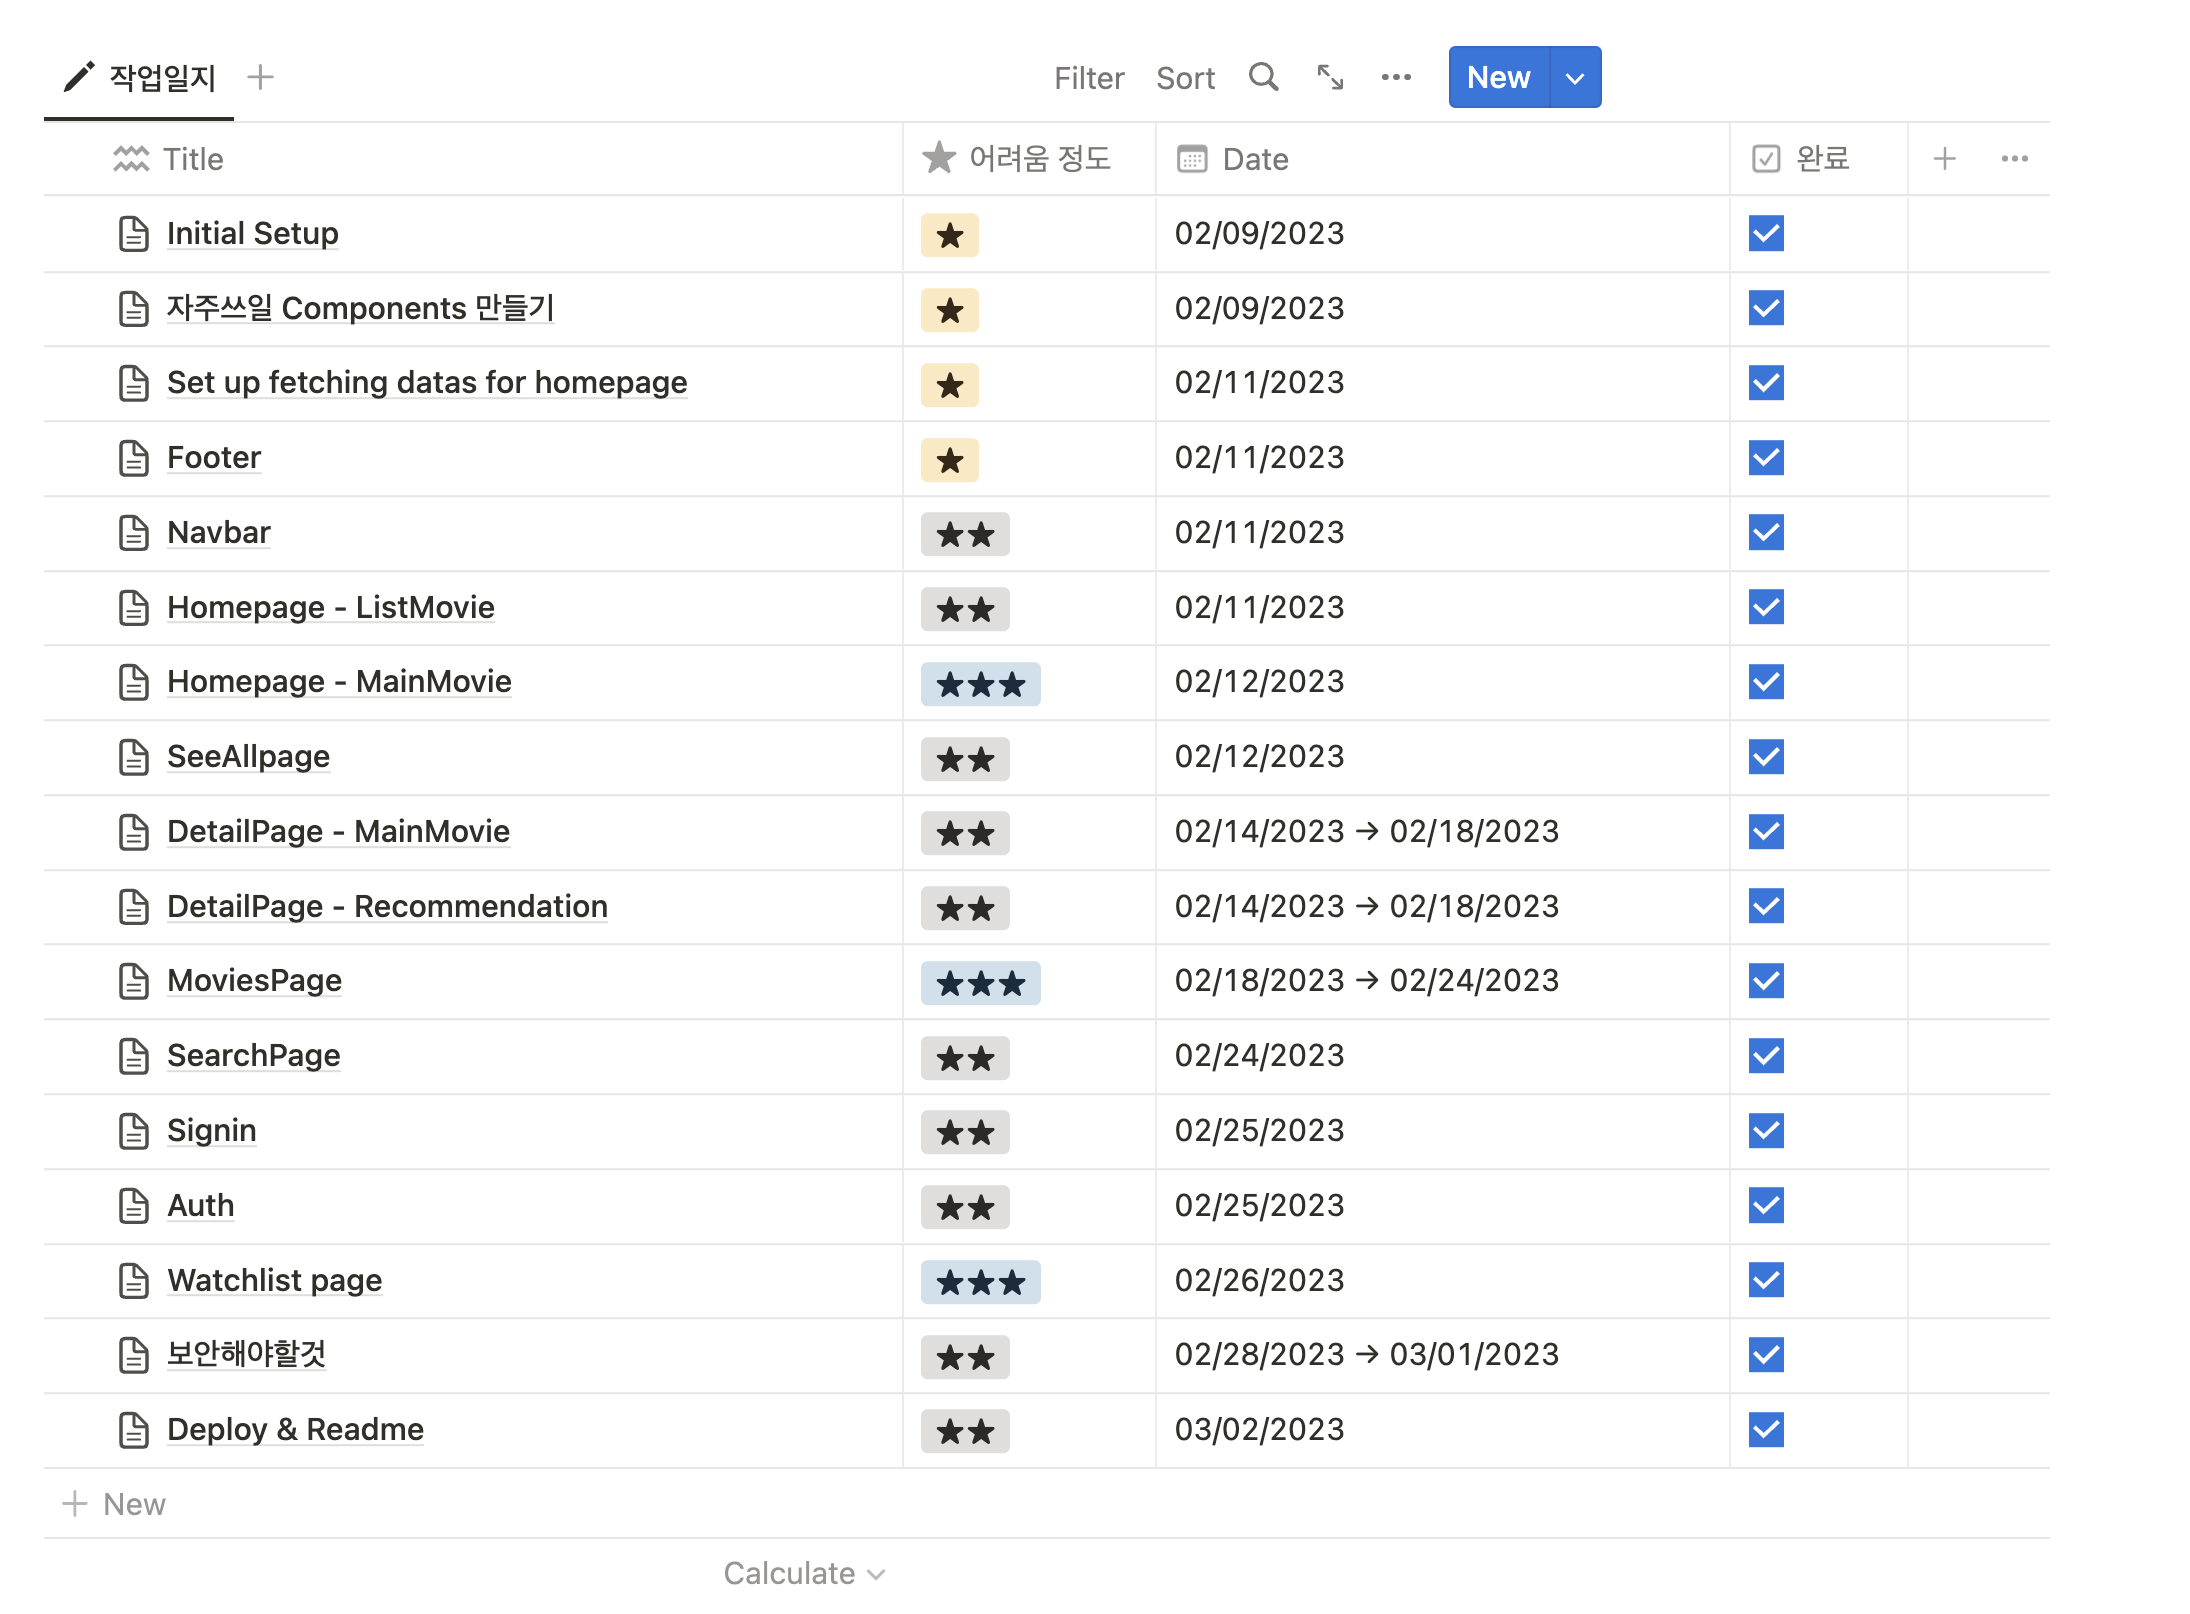 작업일지
Filter Sort New
Title 어려움 정도 Date 완료
Initial Setup ★ 02/09/2023
자주쓰일 Components 만들기 ★ 02/09/2023
Set up fetching datas for homepage ★ 02/11/2023
Footer ★ 02/11/2023
Navbar ★★ 02/11/2023
Homepage - ListMovie ★★ 02/11/2023
Homepage - MainMovie ★★★ 02/12/2023
SeeAllpage ★★ 02/12/2023
DetailPage - MainMovie ★★ 02/14/2023 → 02/18/2023
DetailPage - Recommendation ★★ 02/14/2023 → 02/18/2023
MoviesPage ★★★ 02/18/2023 → 02/24/2023
SearchPage ★★ 02/24/2023
Signin ★★ 02/25/2023
Auth ★★ 02/25/2023
Watchlist page ★★★ 02/26/2023
보안해야할것 ★★ 02/28/2023 → 03/01/2023
Deploy & Readme ★★ 03/02/2023
New
Calculate